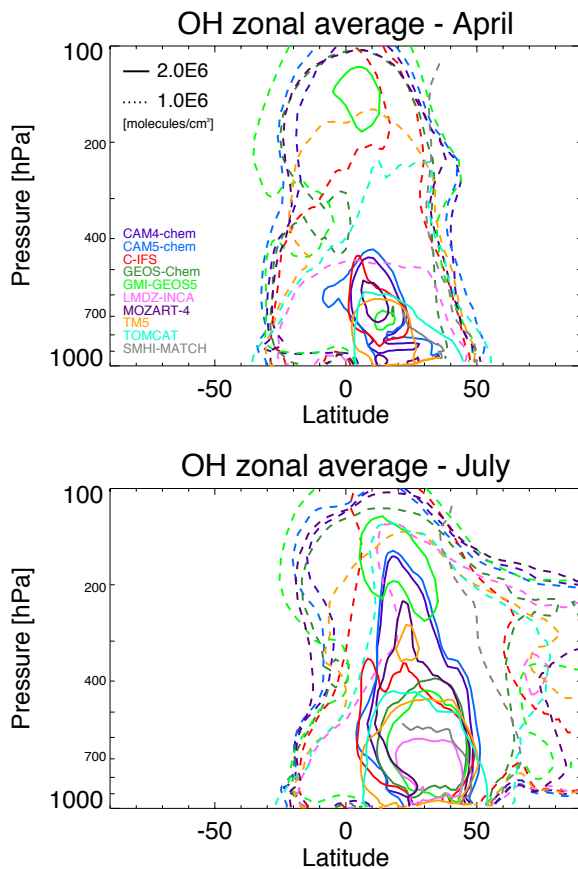 OH zonal average - April
100
2.0E6
1.0E6
[molecules/cm³]
200
Pressure [hPa]
400
CAM4-chem
CAM5-chem
C-IFS
GEOS-Chem
GMI-GEOS5
LMDZ-INCA
MOZART-4
TM5
TOMCAT
SMHI-MATCH
700
1000
-50 0 50
Latitude
OH zonal average - July
100
200
Pressure [hPa]
400
700
1000
-50 0 50
Latitude